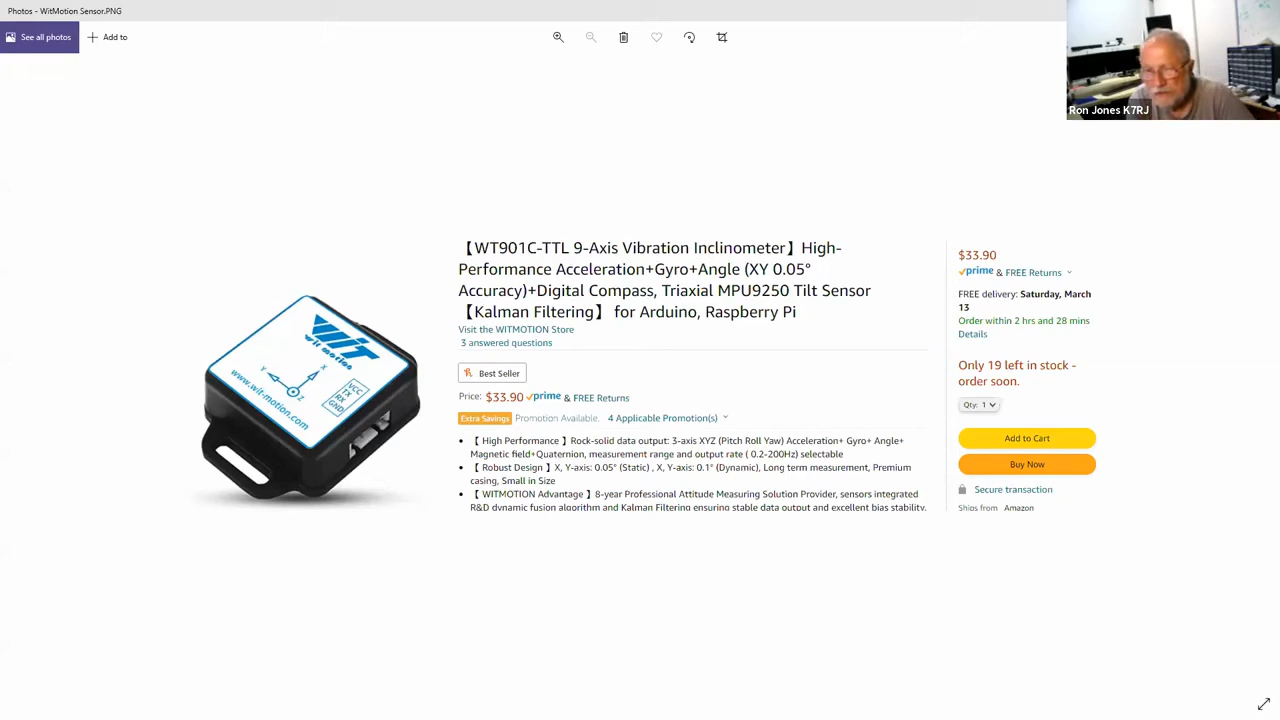 Photos - WitMotion Sensor.PNG
See all photos
Add to
Ron Jones K7RJ
【WT901C-TTL 9-Axis Vibration Inclinometer】High-
Performance Acceleration+Gyro+Angle (XY 0.05°
Accuracy)+Digital Compass, Triaxial MPU9250 Tilt Sensor
【Kalman Filtering】 for Arduino, Raspberry Pi
Visit the WITMOTION Store
3 answered questions
Best Seller
Price: $33.90 prime & FREE Returns
Extra Savings Promotion Available. 4 Applicable Promotion(s)
• 【 High Performance 】Rock-solid data output: 3-axis XYZ (Pitch Roll Yaw) Acceleration+ Gyro+ Angle+
Magnetic field+Quaternion, measurement range and output rate ( 0.2-200Hz) selectable
• 【 Robust Design 】X, Y-axis: 0.05° (Static) , X, Y-axis: 0.1° (Dynamic), Long term measurement, Premium
casing, Small in Size
• 【 WITMOTION Advantage 】8-year Professional Attitude Measuring Solution Provider, sensors integrated
R&D dynamic fusion algorithm and Kalman Filtering ensuring stable data output and excellent bias stability.
$33.90
prime & FREE Returns
FREE delivery: Saturday, March
13
Order within 2 hrs and 28 mins
Details
Only 19 left in stock -
order soon.
Qty: 1
Add to Cart
Buy Now
Secure transaction
Ships from Amazon
WIT
wit motion
www.wit-motion.com
Y
X
Z
VCC
TX
RX
GND